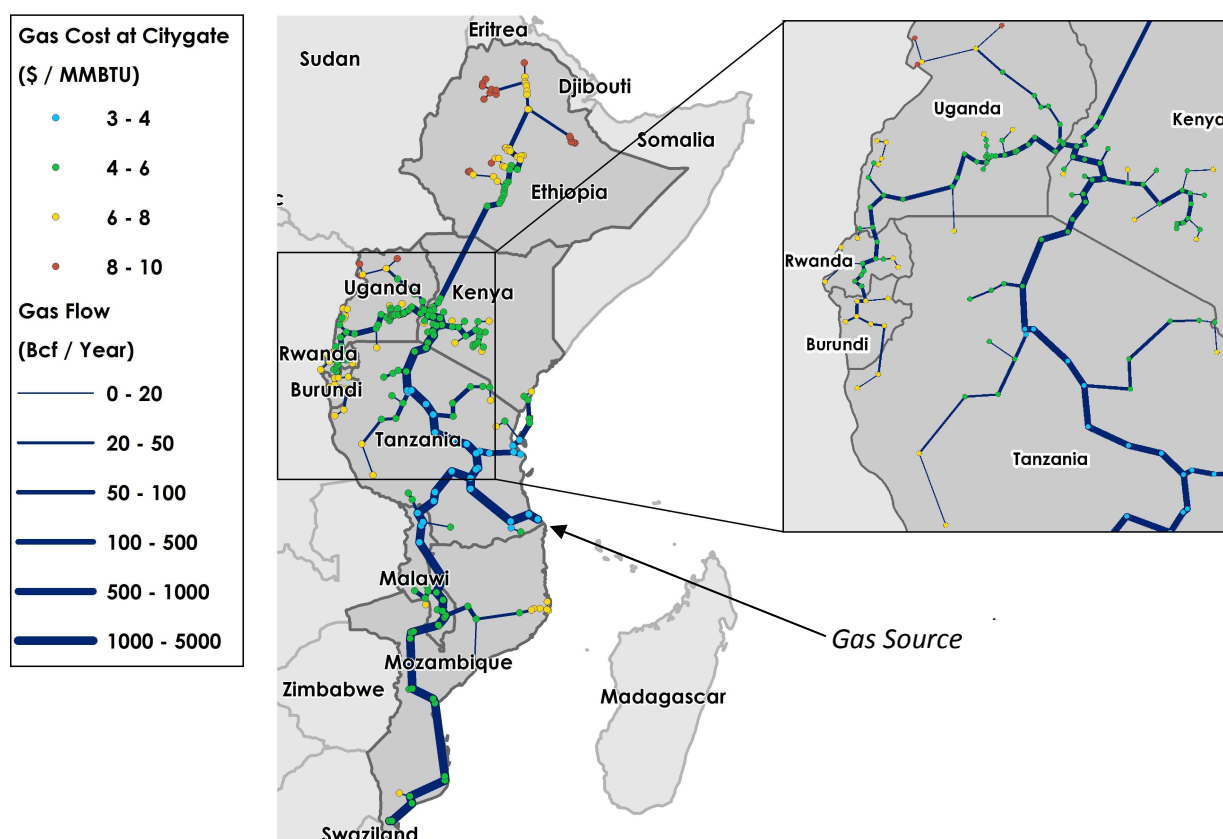 Gas Cost at Citygate
($ / MMBTU)
3 - 4
4 - 6
6 - 8
8 - 10
Gas Flow
(Bcf / Year)
0 - 20
20 - 50
50 - 100
100 - 500
500 - 1000
1000 - 5000
Eritrea
Sudan
Djibouti
Somalia
Ethiopia
c
Uganda
Kenya
Rwanda
Burundi
Tanzania
Malawi
Mozambique
Zimbabwe
Madagascar
Swaziland
Gas Source
Uganda
Kenya
Rwanda
Burundi
Tanzania